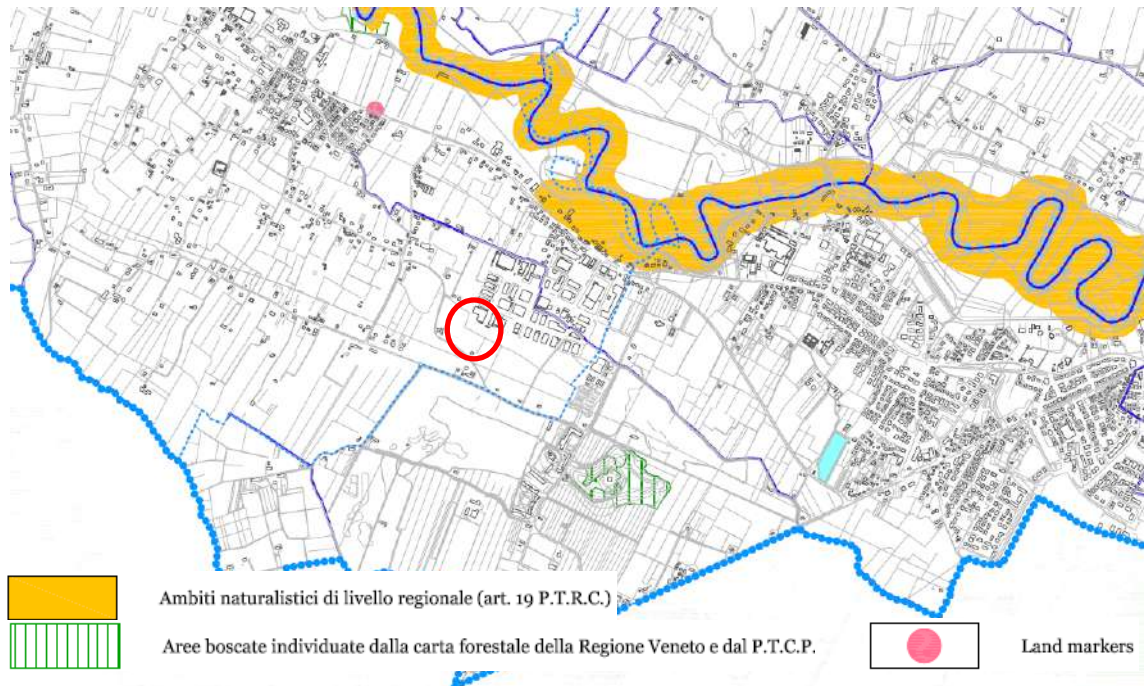 Ambiti naturalistici di livello regionale (art. 19 P.T.R.C.)
Aree boscate individuate dalla carta forestale della Regione Veneto e dal P.T.C.P.
Land markers